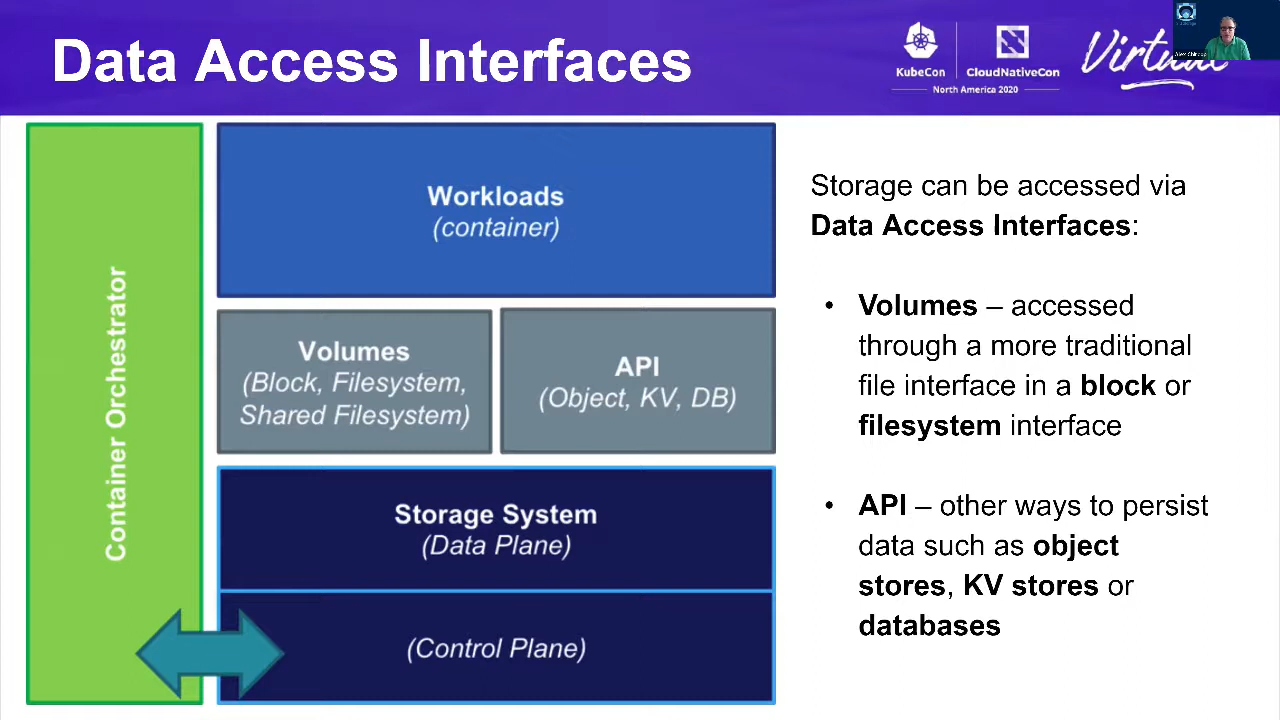 Data Access Interfaces
KubeCon
CloudNativeCon
North America 2020
Virtual
Container Orchestrator
Workloads
(container)
Volumes
(Block, Filesystem,
Shared Filesystem)
API
(Object, KV, DB)
Storage System
(Data Plane)
(Control Plane)
Storage can be accessed via
Data Access Interfaces:
• Volumes – accessed
through a more traditional
file interface in a block or
filesystem interface
• API – other ways to persist
data such as object
stores, KV stores or
databases